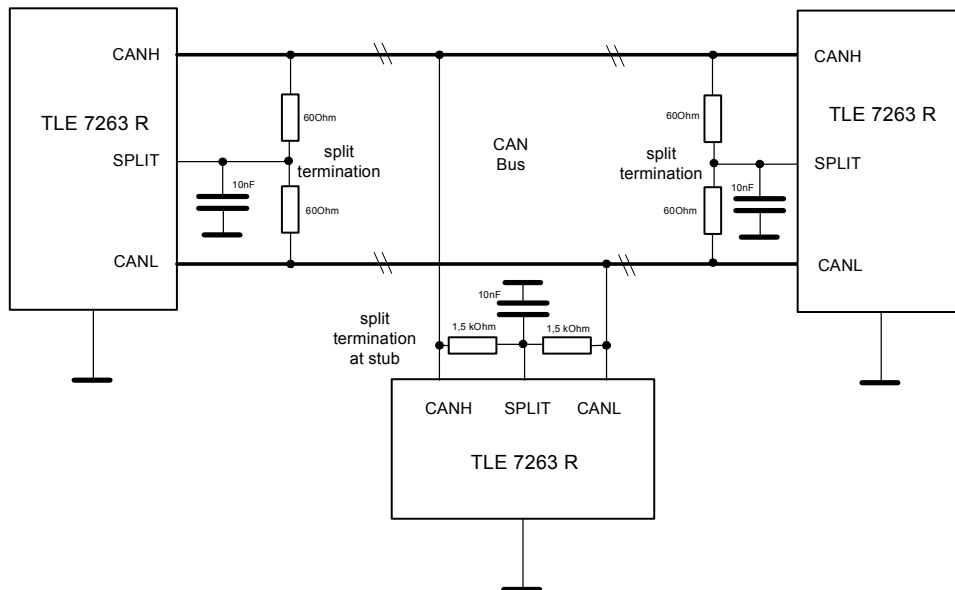 CANH
TLE 7263 R
SPLIT
CANL
10nF
60Ohm
60Ohm
split
termination
CAN
Bus
split
termination
60Ohm
60Ohm
10nF
CANH
TLE 7263 R
SPLIT
CANL
split
termination
at stub
10nF
1,5 kOhm
1,5 kOhm
CANH SPLIT CANL
TLE 7263 R